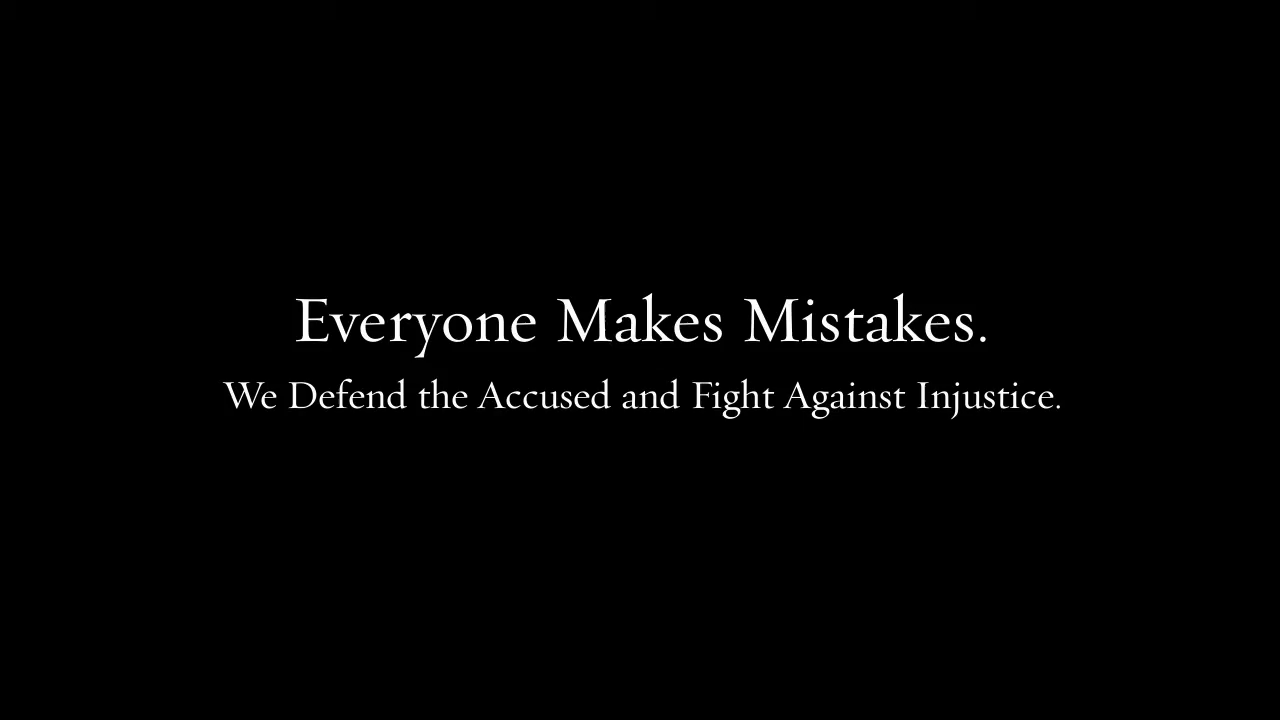 Everyone Makes Mistakes.
We Defend the Accused and Fight Against Injustice.